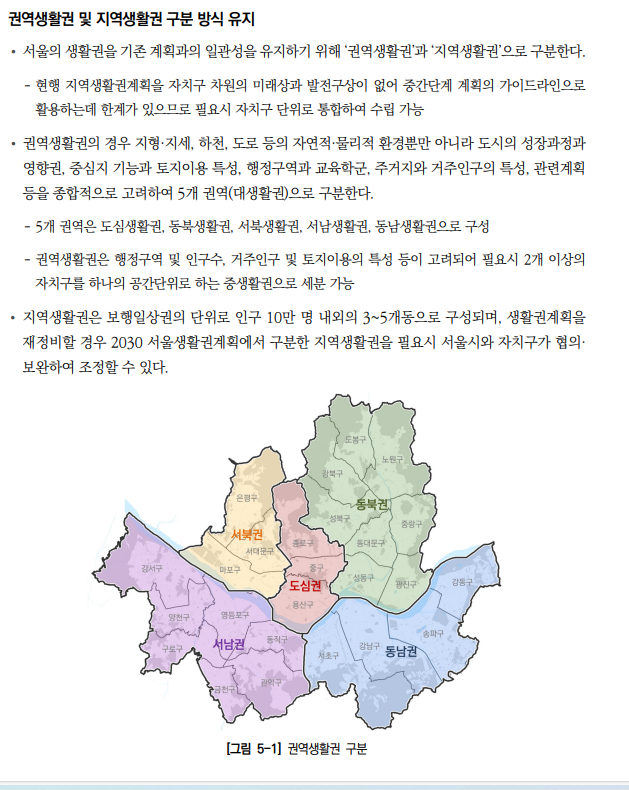 권역생활권 및 지역생활권 구분 방식 유지
• 서울의 생활권을 기존 계획과의 일관성을 유지하기 위해 ‘권역생활권’과 ‘지역생활권’으로 구분한다.
- 현행 지역생활권계획을 자치구 차원의 미래상과 발전구상이 없어 중간단계 계획의 가이드라인으로
활용하는데 한계가 있으므로 필요시 자치구 단위로 통합하여 수립 가능
• 권역생활권의 경우 지형·지세, 하천, 도로 등의 자연적·물리적 환경뿐만 아니라 도시의 성장과정과
영향권, 중심지 기능과 토지이용 특성, 행정구역과 교육학군, 주거지와 거주인구의 특성, 관련계획
등을 종합적으로 고려하여 5개 권역(대생활권)으로 구분한다.
- 5개 권역은 도심생활권, 동북생활권, 서북생활권, 서남생활권, 동남생활권으로 구성
- 권역생활권은 행정구역 및 인구수, 거주인구 및 토지이용의 특성 등이 고려되어 필요시 2개 이상의
자치구를 하나의 공간단위로 하는 중생활권으로 세분 가능
• 지역생활권은 보행일상권의 단위로 인구 10만 명 내외의 3~5개동으로 구성되며, 생활권계획을
재정비할 경우 2030 서울생활권계획에서 구분한 지역생활권을 필요시 서울시와 자치구가 협의·
보완하여 조정할 수 있다.
도봉구
노원구
강북구
은평구
동북권
성북구
중랑구
서북권
종로구
동대문구
서대문구
마포구
중구
성동구
광진구
강서구
도심권
강동구
용산구
양천구
영등포구
동작구
송파구
구로구
서남권
서초구
강남구
동남권
금천구
관악구
[그림 5-1] 권역생활권 구분